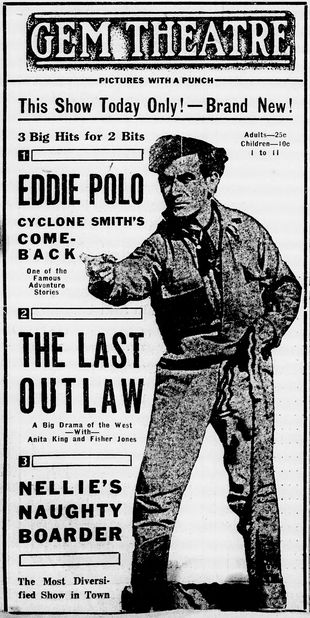 GEM THEATRE
PICTURES WITH A PUNCH
This Show Today Only!—Brand New!
3 Big Hits for 2 Bits
Adults—25c
Children—10c
1 to 11
1
EDDIE POLO
CYCLONE SMITH'S
COME-
BACK
One of the
Famous
Adventure
Stories
2
THE LAST
OUTLAW
A Big Drama of the West
—With—
Anita King and Fisher Jones
3
NELLIE'S
NAUGHTY
BOARDER
The Most Diversi-
fied Show in Town